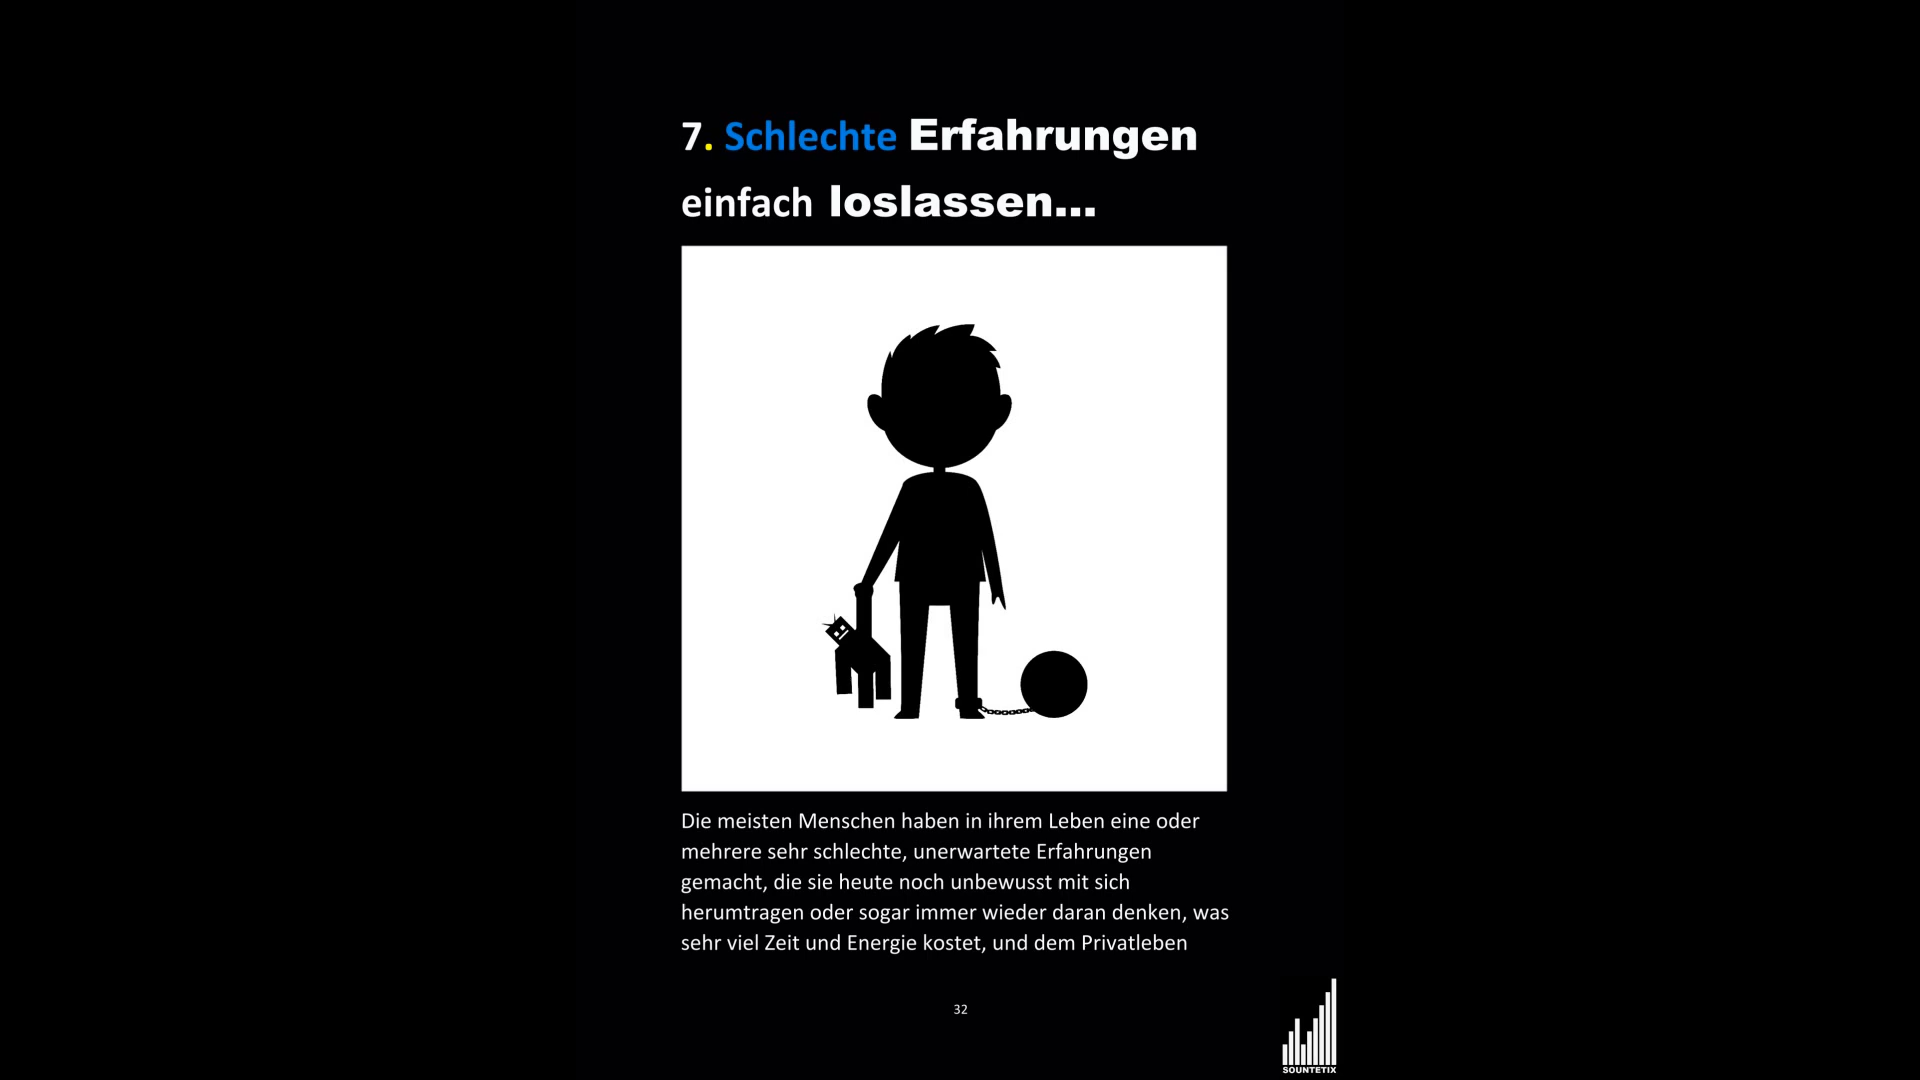 7. Schlechte Erfahrungen
einfach loslassen...
Die meisten Menschen haben in ihrem Leben eine oder
mehrere sehr schlechte, unerwartete Erfahrungen
gemacht, die sie heute noch unbewusst mit sich
herumtragen oder sogar immer wieder daran denken, was
sehr viel Zeit und Energie kostet, und dem Privatleben
32
SOUNTETIX